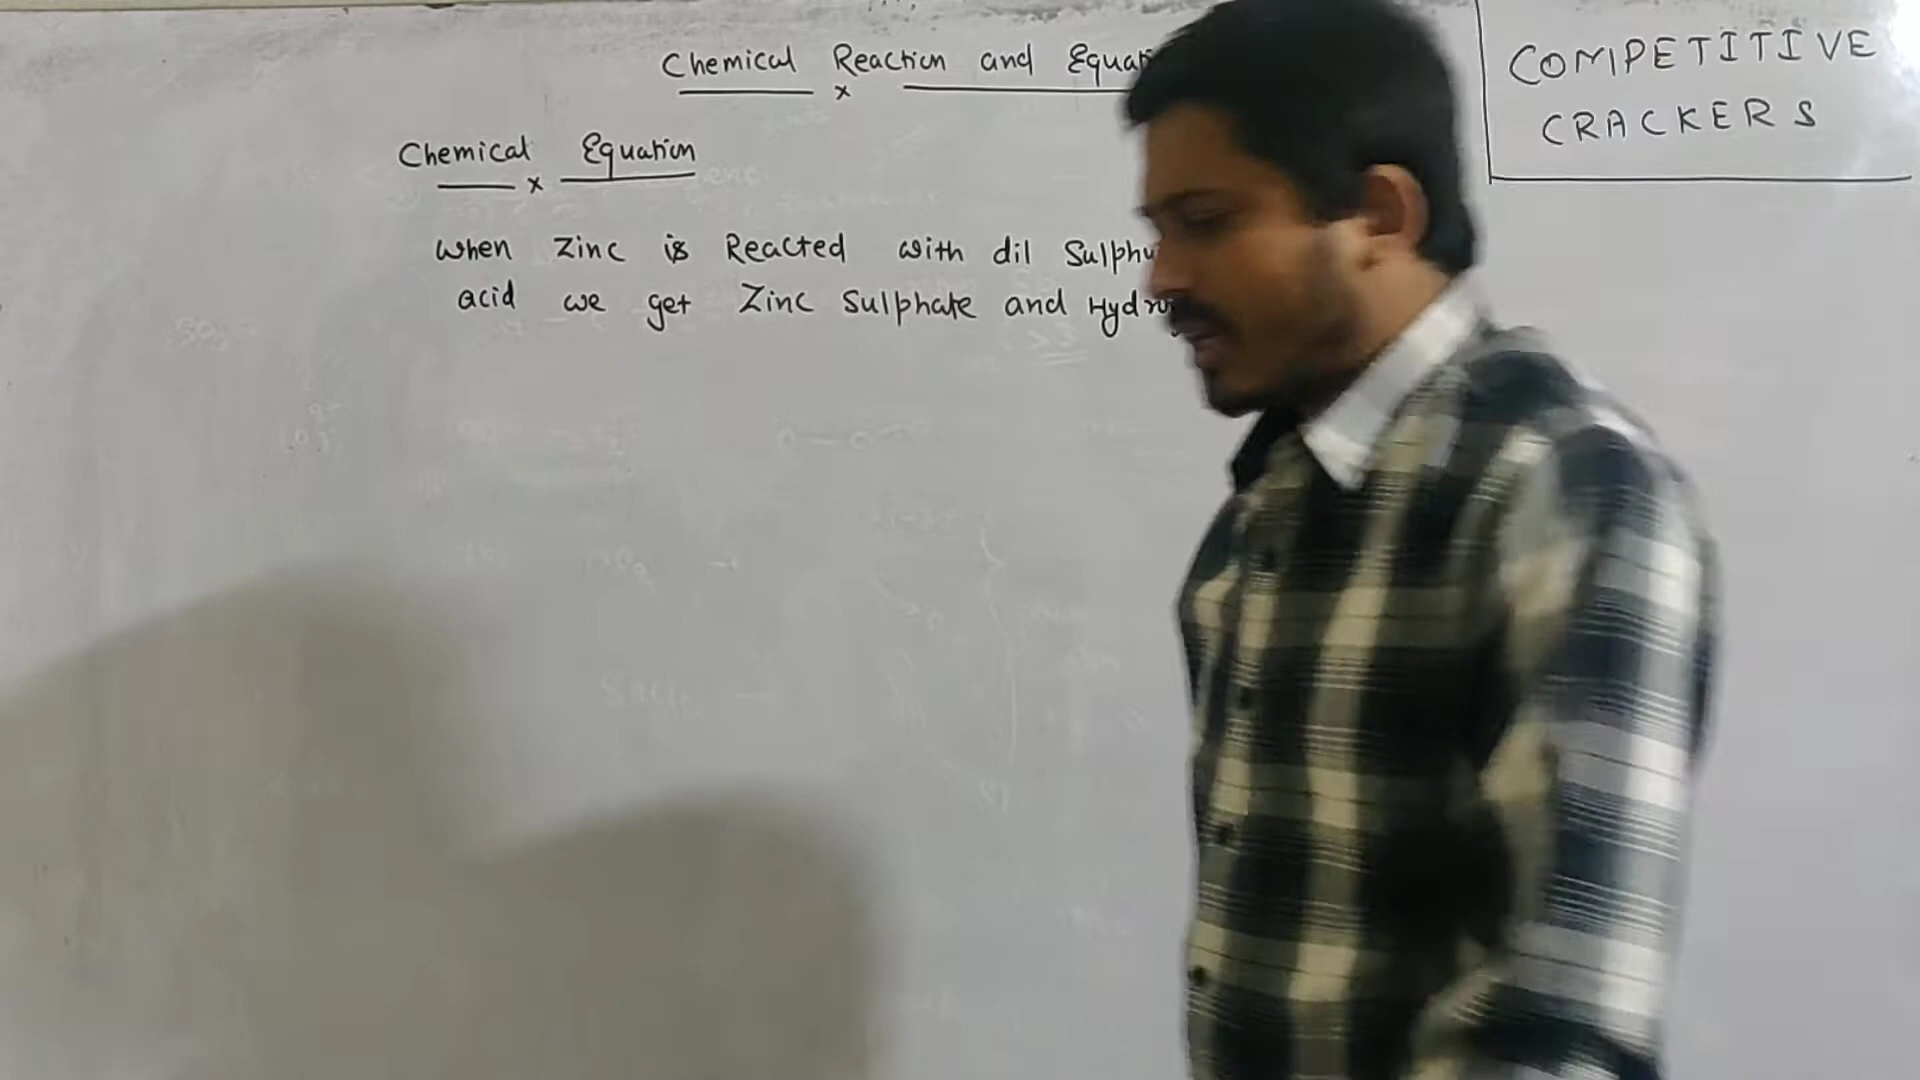 Chemical Reaction and
COMPETITIVE
CRACKERS
Chemical Equation
When Zinc is Reacted with dil
acid we get Zinc Sulphate and